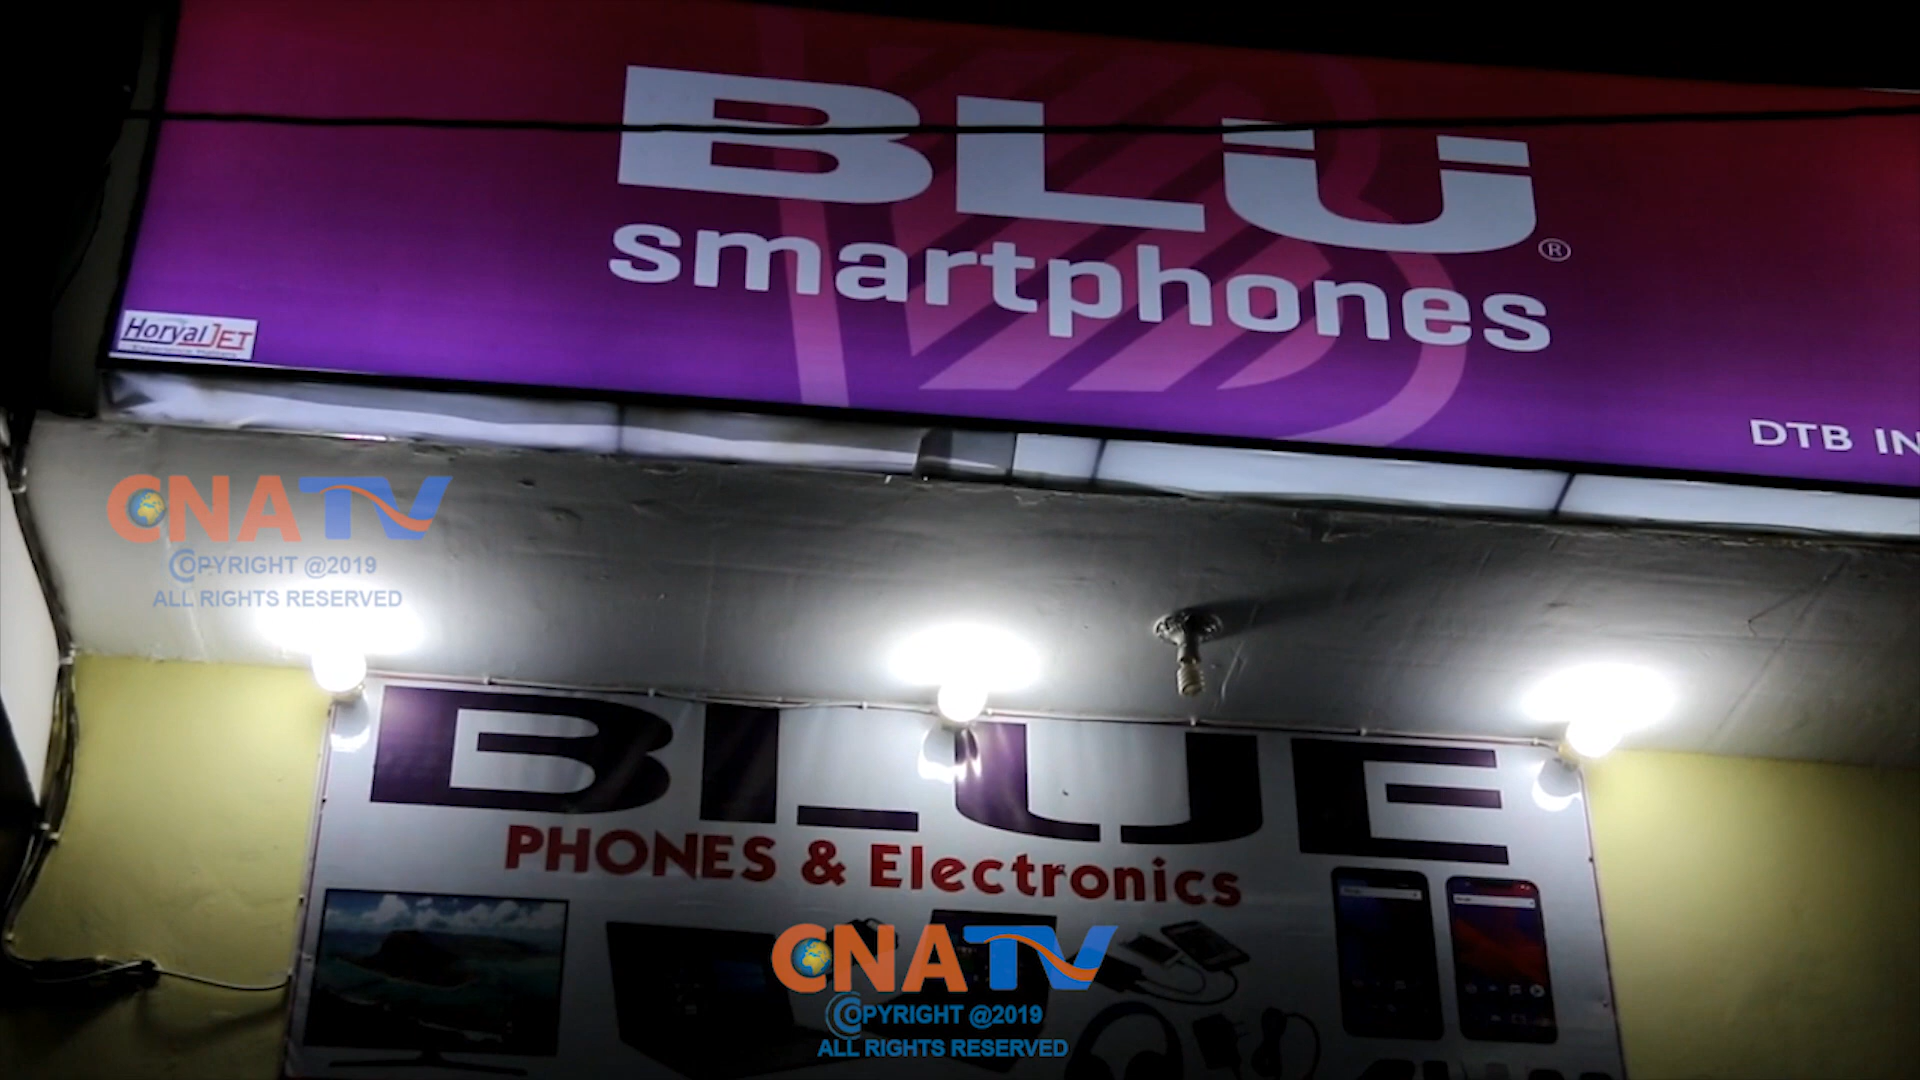 BLU®
smartphones
HoryalJET
DTB IN
CNATV
COPYRIGHT @2019
ALL RIGHTS RESERVED
BLUE
PHONES & Electronics
CNATV
COPYRIGHT @2019
ALL RIGHTS RESERVED